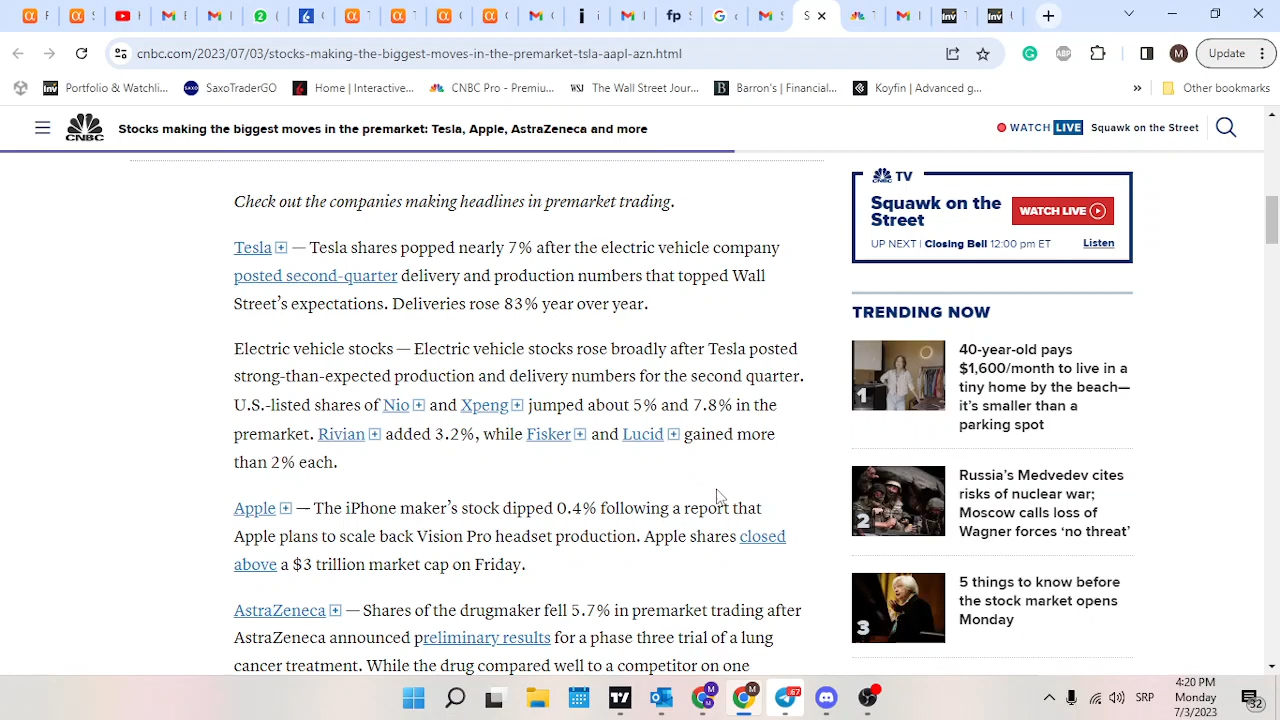 S
cnbc.com/2023/07/03/stocks-making-the-biggest-moves-in-the-premarket-tsla-aapl-azn.html
ABP
M
Update
Inv Portfolio & Watchli...
SAXO SaxoTraderGO
Home | Interactive...
CNBC Pro - Premiu...
WSJ The Wall Street Jour...
B Barron's | Financial...
Koyfin | Advanced g...
»
Other bookmarks
CNBC
Stocks making the biggest moves in the premarket: Tesla, Apple, AstraZeneca and more
WATCH LIVE Squawk on the Street
Check out the companies making headlines in premarket trading.
Tesla — Tesla shares popped nearly 7% after the electric vehicle company
posted second-quarter delivery and production numbers that topped Wall
Street’s expectations. Deliveries rose 83% year over year.
Electric vehicle stocks — Electric vehicle stocks rose broadly after Tesla posted
strong-than-expected production and delivery numbers for the second quarter.
U.S.-listed shares of Nio and Xpeng jumped about 5% and 7.8% in the
premarket. Rivian added 3.2%, while Fisker and Lucid gained more
than 2% each.
Apple — The iPhone maker’s stock dipped 0.4% following a report that
Apple plans to scale back Vision Pro headset production. Apple shares closed
above a $3 trillion market cap on Friday.
AstraZeneca — Shares of the drugmaker fell 5.7% in premarket trading after
AstraZeneca announced preliminary results for a phase three trial of a lung
cancer treatment. While the drug compared well to a competitor on one
CNBC TV
Squawk on the
Street
WATCH LIVE
UP NEXT | Closing Bell 12:00 pm ET
Listen
TRENDING NOW
1
40-year-old pays
$1,600/month to live in a
tiny home by the beach—
it’s smaller than a
parking spot
2
Russia’s Medvedev cites
risks of nuclear war;
Moscow calls loss of
Wagner forces ‘no threat’
3
5 things to know before
the stock market opens
Monday
67
SRP
4:20 PM
Monday
7/3/2023
32